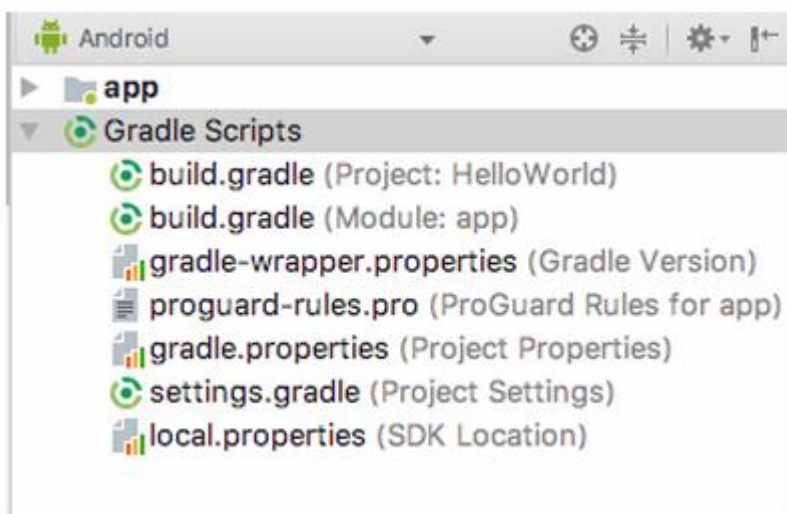 Android
app
Gradle Scripts
build.gradle (Project: HelloWorld)
build.gradle (Module: app)
gradle-wrapper.properties (Gradle Version)
proguard-rules.pro (ProGuard Rules for app)
gradle.properties (Project Properties)
settings.gradle (Project Settings)
local.properties (SDK Location)